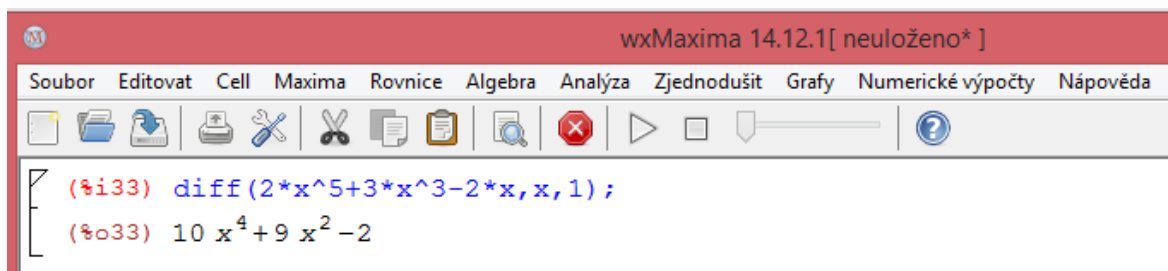 wxMaxima 14.12.1[ neuloženo* ]
Soubor Editovat Cell Maxima Rovnice Algebra Analýza Zjednodušit Grafy Numerické výpočty Nápověda
(%i33) diff(2*x^5+3*x^3-2*x,x,1);
(%o33) 10 x⁴+9 x²-2